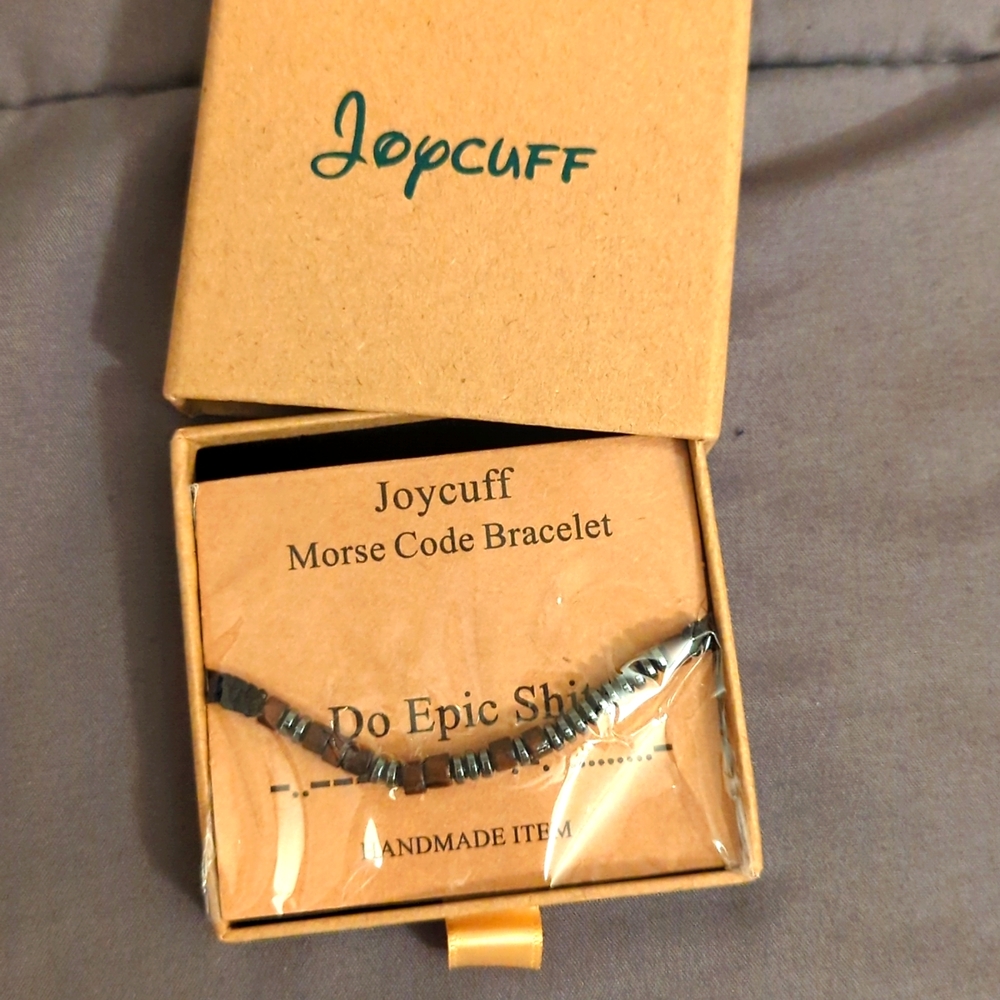 Joycuff
Joycuff
Morse Code Bracelet
Do Epic Shit
HANDMADE ITEM